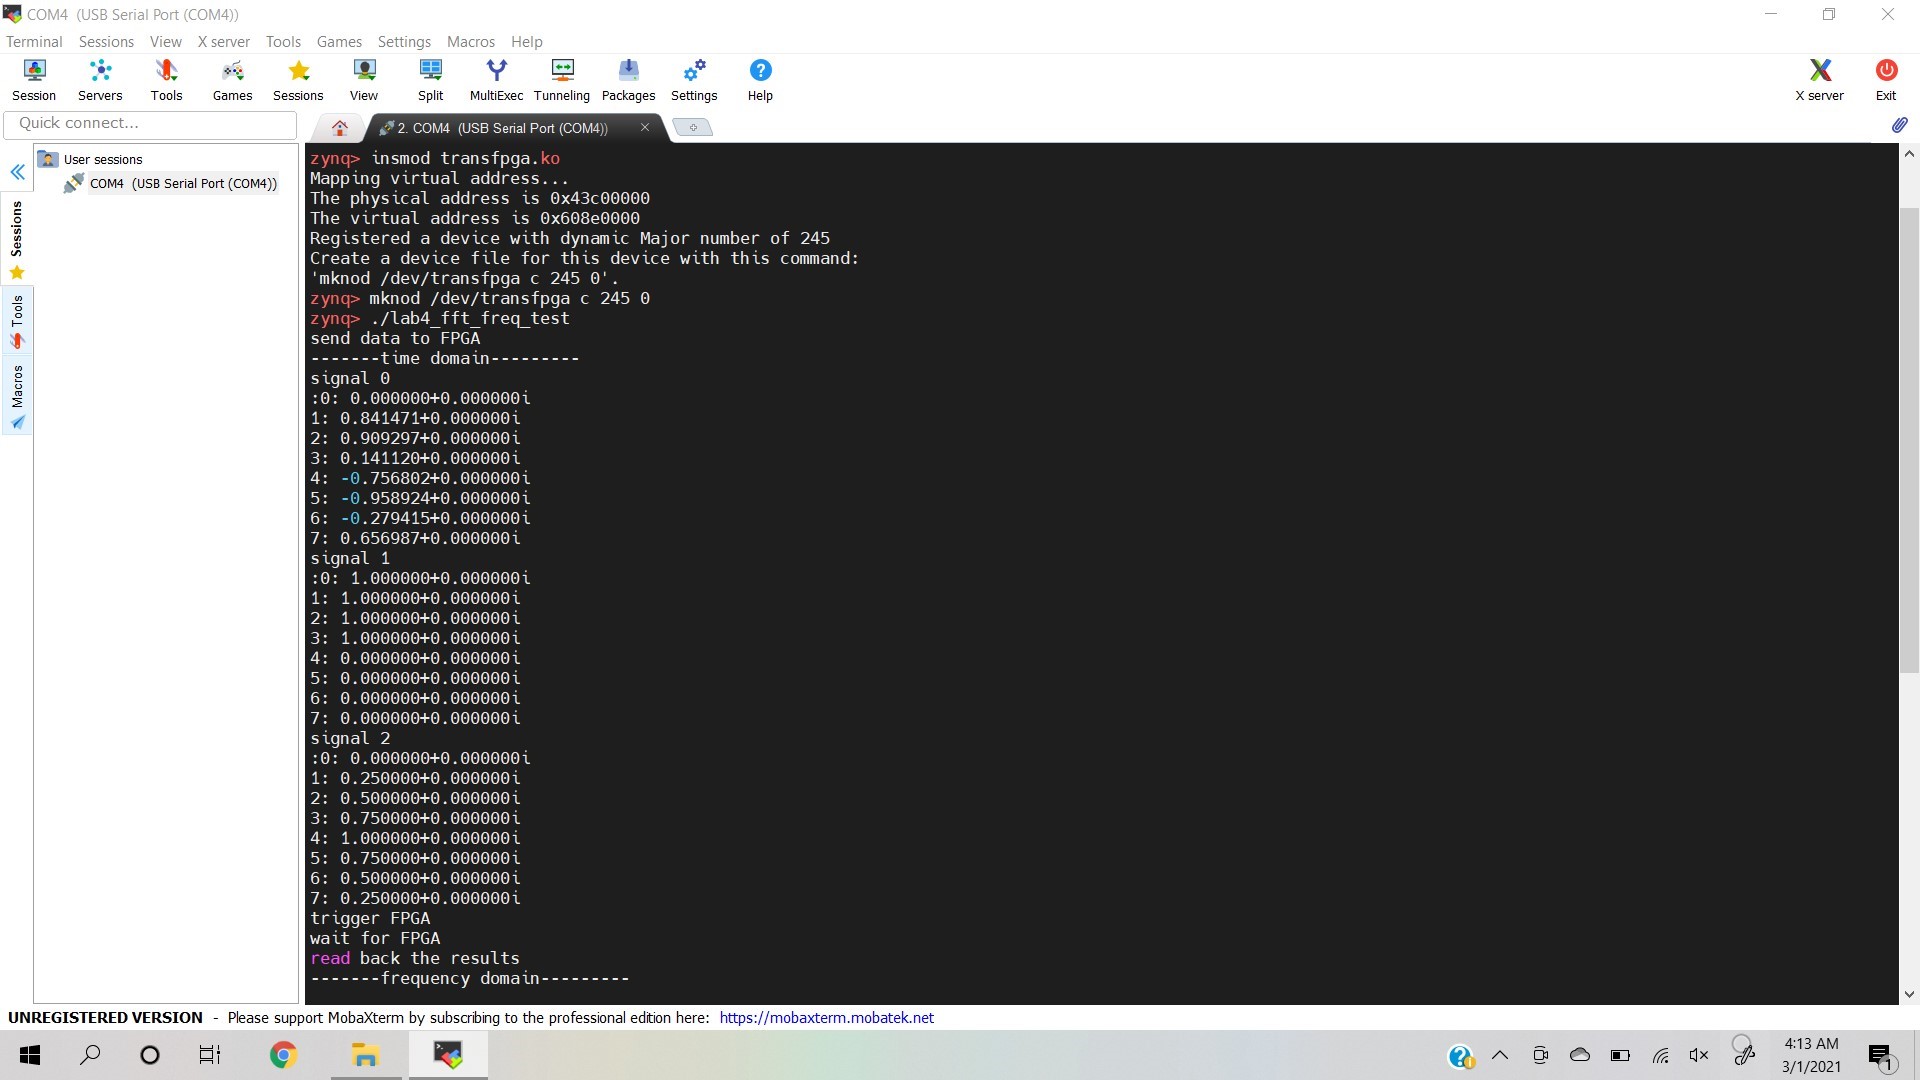 COM4 (USB Serial Port (COM4))
Terminal Sessions View X server Tools Games Settings Macros Help
Session Servers Tools Games Sessions View Split MultiExec Tunneling Packages Settings Help X server Exit
Quick connect...
2. COM4 (USB Serial Port (COM4))
User sessions
COM4 (USB Serial Port (COM4))
Sessions
Tools
Macros
zynq> insmod transfpga.ko
Mapping virtual address...
The physical address is 0x43c00000
The virtual address is 0x608e0000
Registered a device with dynamic Major number of 245
Create a device file for this device with this command:
'mknod /dev/transfpga c 245 0'.
zynq> mknod /dev/transfpga c 245 0
zynq> ./lab4_fft_freq_test
send data to FPGA
-------time domain---------
signal 0
:0: 0.000000+0.000000i
1: 0.841471+0.000000i
2: 0.909297+0.000000i
3: 0.141120+0.000000i
4: -0.756802+0.000000i
5: -0.958924+0.000000i
6: -0.279415+0.000000i
7: 0.656987+0.000000i
signal 1
:0: 1.000000+0.000000i
1: 1.000000+0.000000i
2: 1.000000+0.000000i
3: 1.000000+0.000000i
4: 0.000000+0.000000i
5: 0.000000+0.000000i
6: 0.000000+0.000000i
7: 0.000000+0.000000i
signal 2
:0: 0.000000+0.000000i
1: 0.250000+0.000000i
2: 0.500000+0.000000i
3: 0.750000+0.000000i
4: 1.000000+0.000000i
5: 0.750000+0.000000i
6: 0.500000+0.000000i
7: 0.250000+0.000000i
trigger FPGA
wait for FPGA
read back the results
-------frequency domain---------
UNREGISTERED VERSION - Please support MobaXterm by subscribing to the professional edition here: https://mobaxterm.mobatek.net
4:13 AM
3/1/2021
1